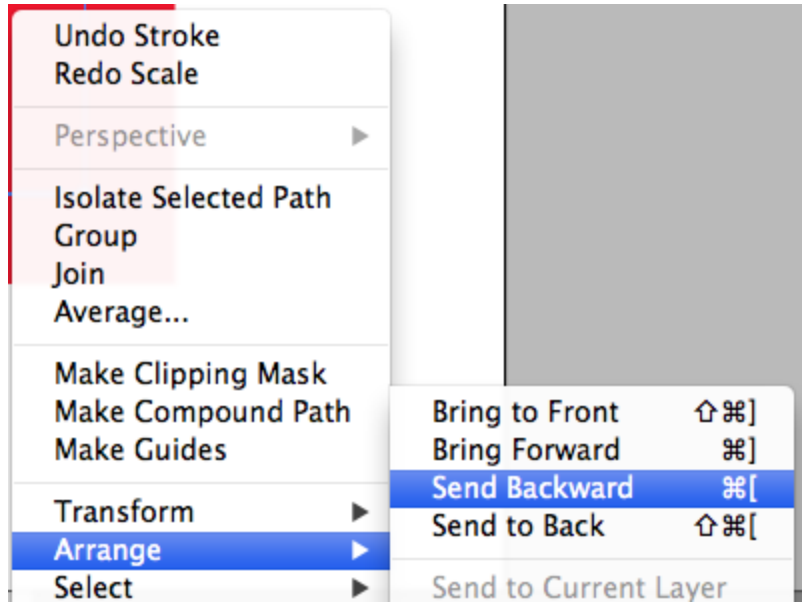 Undo Stroke
Redo Scale
Perspective
Isolate Selected Path
Group
Join
Average...
Make Clipping Mask
Make Compound Path
Make Guides
Transform
Arrange
Select
Bring to Front ⇧⌘]
Bring Forward ⌘]
Send Backward ⌘[
Send to Back ⇧⌘[
Send to Current Layer